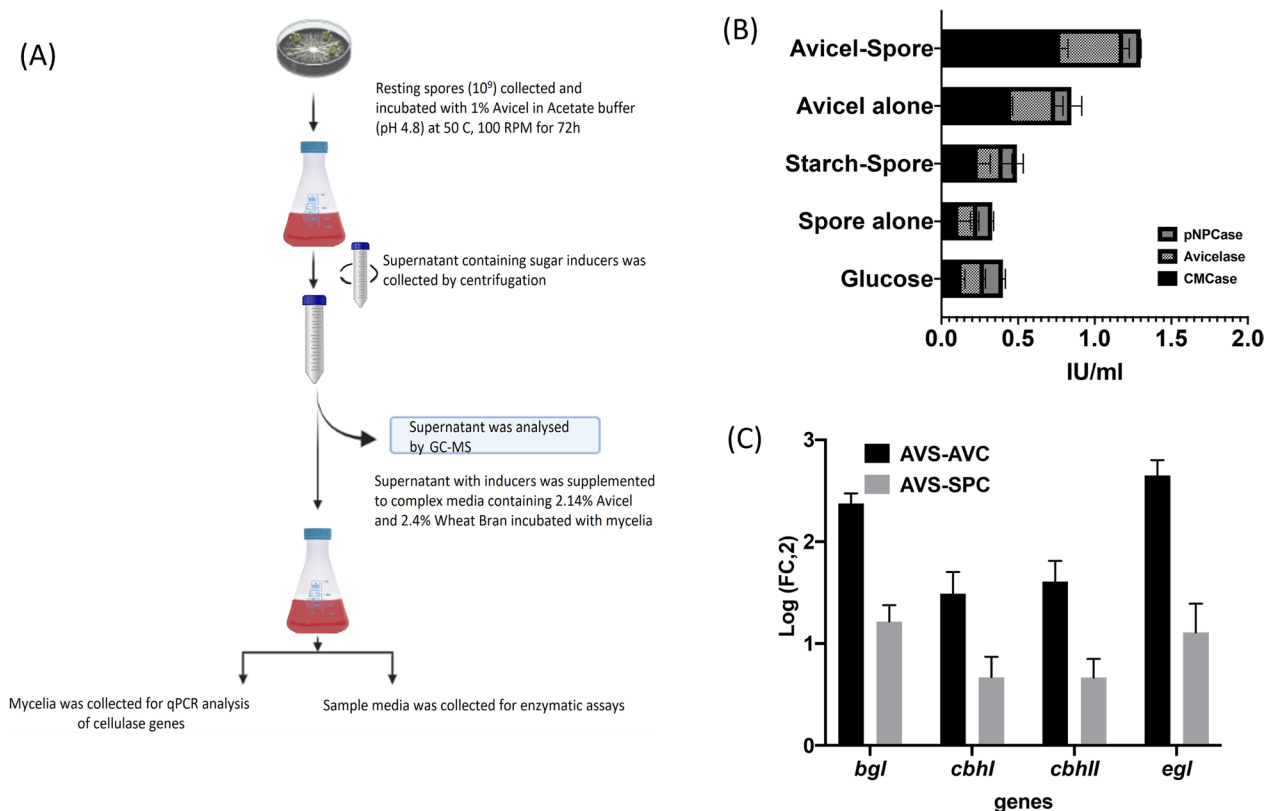 (A)
Resting spores (10⁹) collected and
incubated with 1% Avicel in Acetate buffer
(pH 4.8) at 50 C, 100 RPM for 72h
Supernatant containing sugar inducers was
collected by centrifugation
Supernatant was analysed
by GC-MS
Supernatant with inducers was supplemented
to complex media containing 2.14% Avicel
and 2.4% Wheat Bran incubated with mycelia
Mycelia was collected for qPCR analysis
of cellulase genes
Sample media was collected for enzymatic assays
(B)
Avicel-Spore
Avicel alone
Starch-Spore
Spore alone
Glucose
pNPCase
Avicelase
CMCase
0.0 0.5 1.0 1.5 2.0
IU/ml
(C)
AVS-AVC
AVS-SPC
Log (FC,2)
3
2
1
0
bgl cbhI cbhII egl
genes